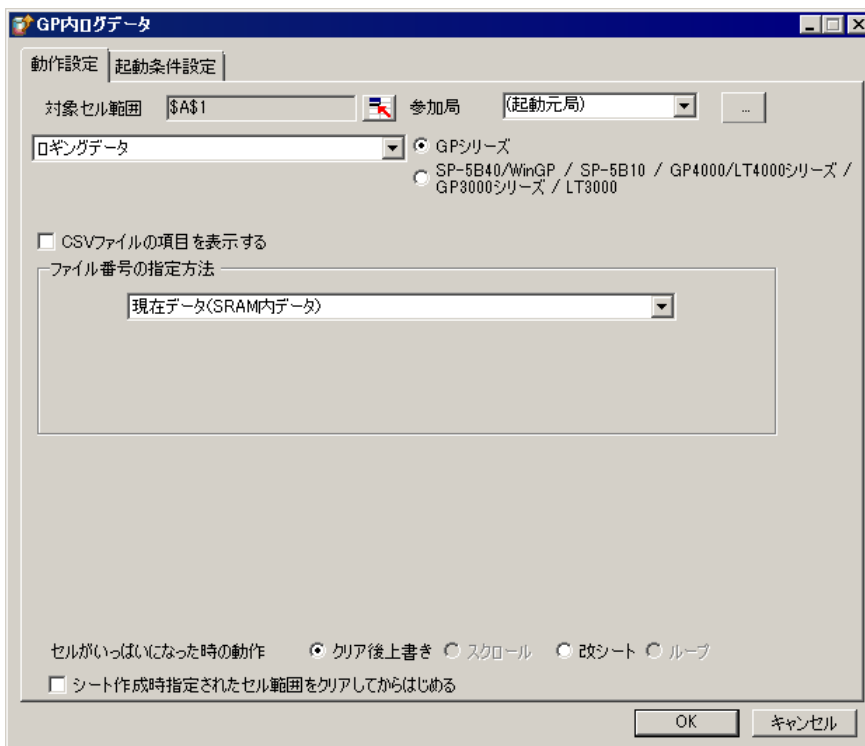 GP内ログデータ
動作設定 起動条件設定
対象セル範囲 $A$1 参加局 (起動元局) ...
ロギングデータ GPシリーズ
SP-5B40/WinGP / SP-5B10 / GP4000/LT4000シリーズ /
GP3000シリーズ / LT3000
CSVファイルの項目を表示する
ファイル番号の指定方法
現在データ(SRAM内データ)
セルがいっぱいになった時の動作 クリア後上書き スクロール 改シート ループ
シート作成時指定されたセル範囲をクリアしてからはじめる
OK キャンセル